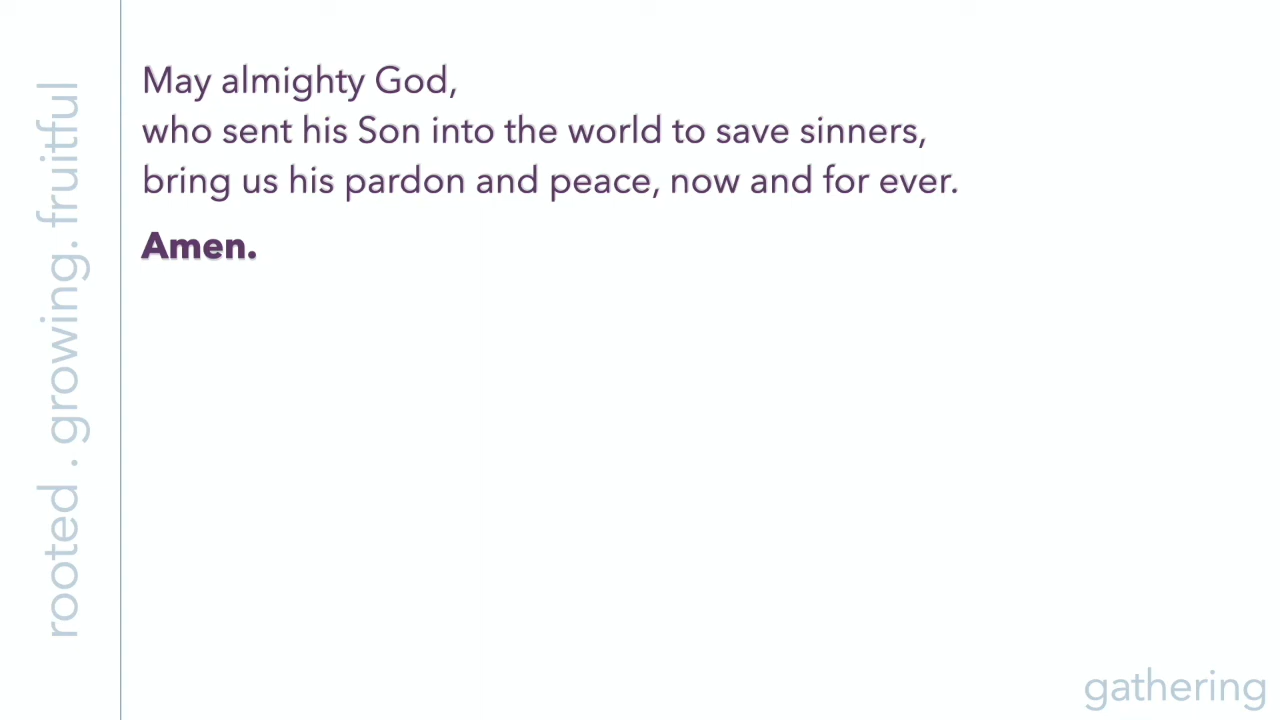 rooted . growing. fruitful
May almighty God,
who sent his Son into the world to save sinners,
bring us his pardon and peace, now and for ever.
Amen.
gathering